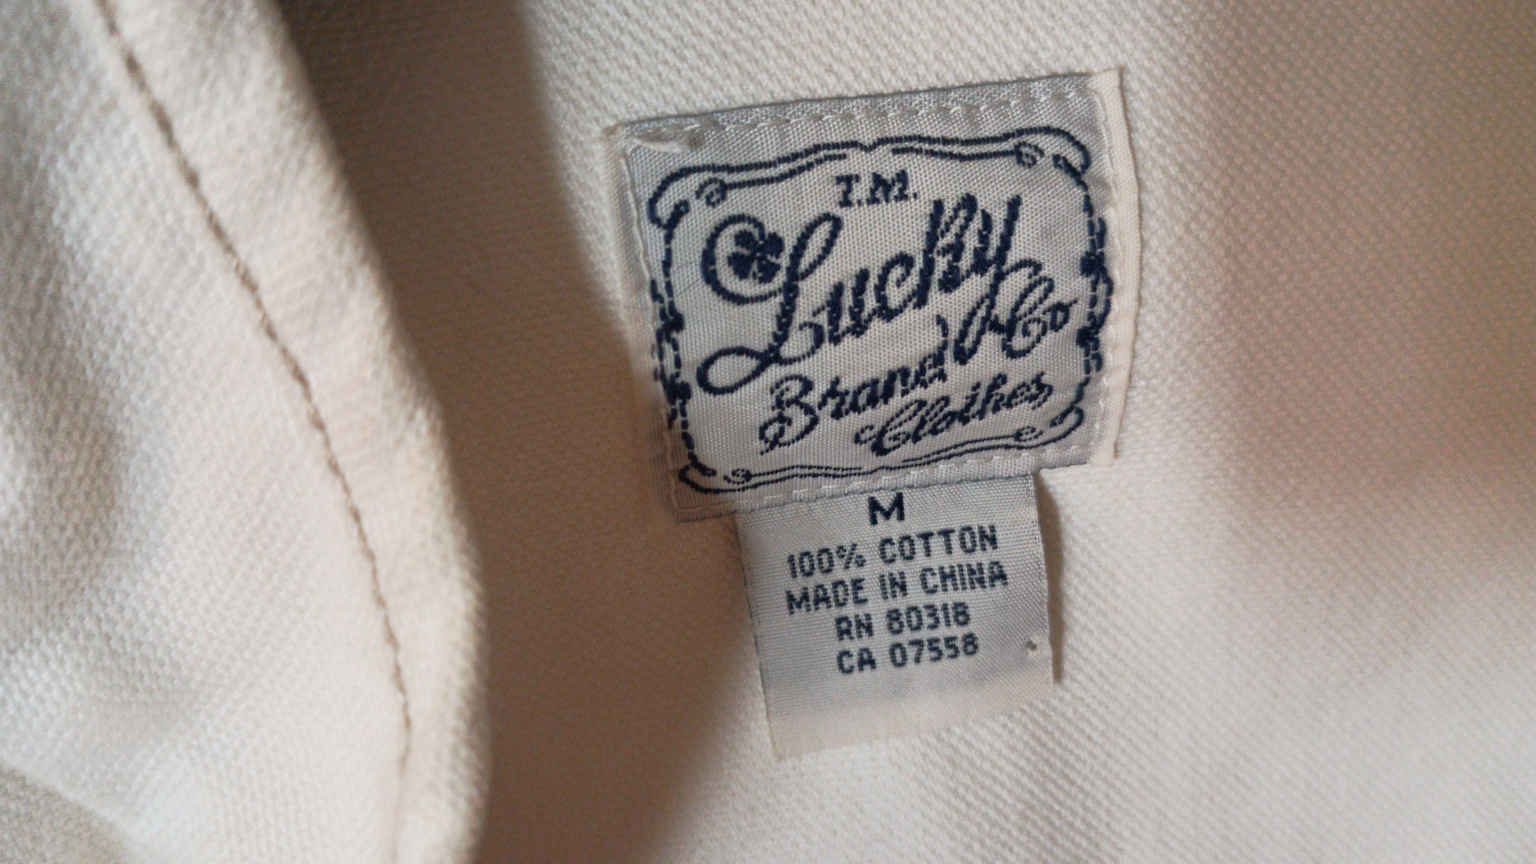 T.M.
Lucky
Brand & Co
Clothes
M
100% COTTON
MADE IN CHINA
RN 80318
CA 07558